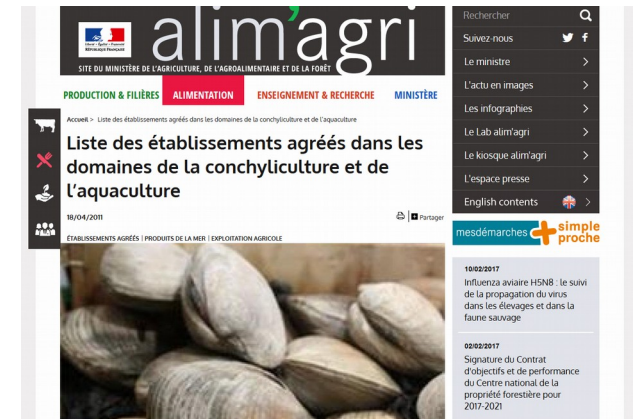 alim'agri
Liberté • Égalité • Fraternité
RÉPUBLIQUE FRANÇAISE
SITE DU MINISTÈRE DE L'AGRICULTURE, DE L'AGROALIMENTAIRE ET DE LA FORÊT
PRODUCTION & FILIÈRES ALIMENTATION ENSEIGNEMENT & RECHERCHE MINISTÈRE
Accueil > Liste des établissements agréés dans les domaines de la conchyliculture et de l'aquaculture
Liste des établissements agréés dans les
domaines de la conchyliculture et de
l'aquaculture
18/04/2011
Partager
ÉTABLISSEMENTS AGRÉÉS | PRODUITS DE LA MER | EXPLOITATION AGRICOLE
Rechercher
Suivez-nous
Le ministre
L'actu en images
Les infographies
Le Lab alim'agri
Le kiosque alim'agri
L'espace presse
English contents
mesdémarches simple
proche
10/02/2017
Influenza aviaire H5N8 : le suivi
de la propagation du virus
dans les élevages et dans la
faune sauvage
02/02/2017
Signature du Contrat
d'objectifs et de performance
du Centre national de la
propriété forestière pour
2017-2021